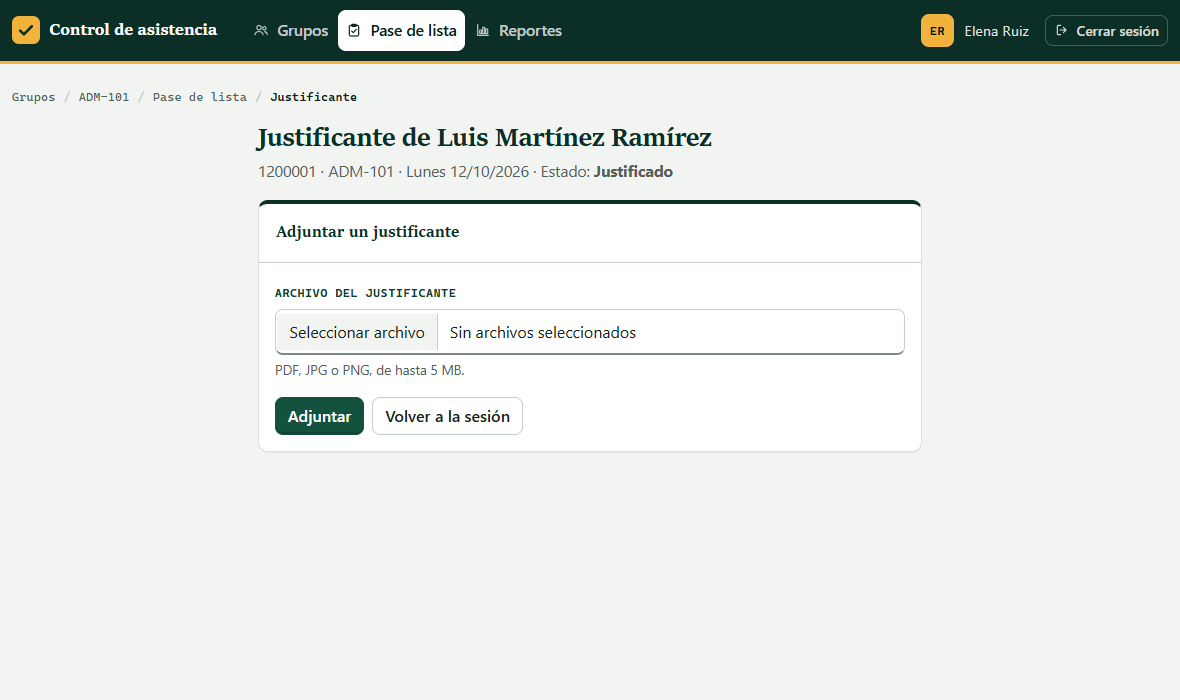 Control de asistencia
Grupos
Pase de lista
Reportes
ER
Elena Ruiz
Cerrar sesión
Grupos / ADM-101 / Pase de lista / Justificante
Justificante de Luis Martínez Ramírez
1200001 · ADM-101 · Lunes 12/10/2026 · Estado: Justificado
Adjuntar un justificante
ARCHIVO DEL JUSTIFICANTE
Seleccionar archivo
Sin archivos seleccionados
PDF, JPG o PNG, de hasta 5 MB.
Adjuntar
Volver a la sesión